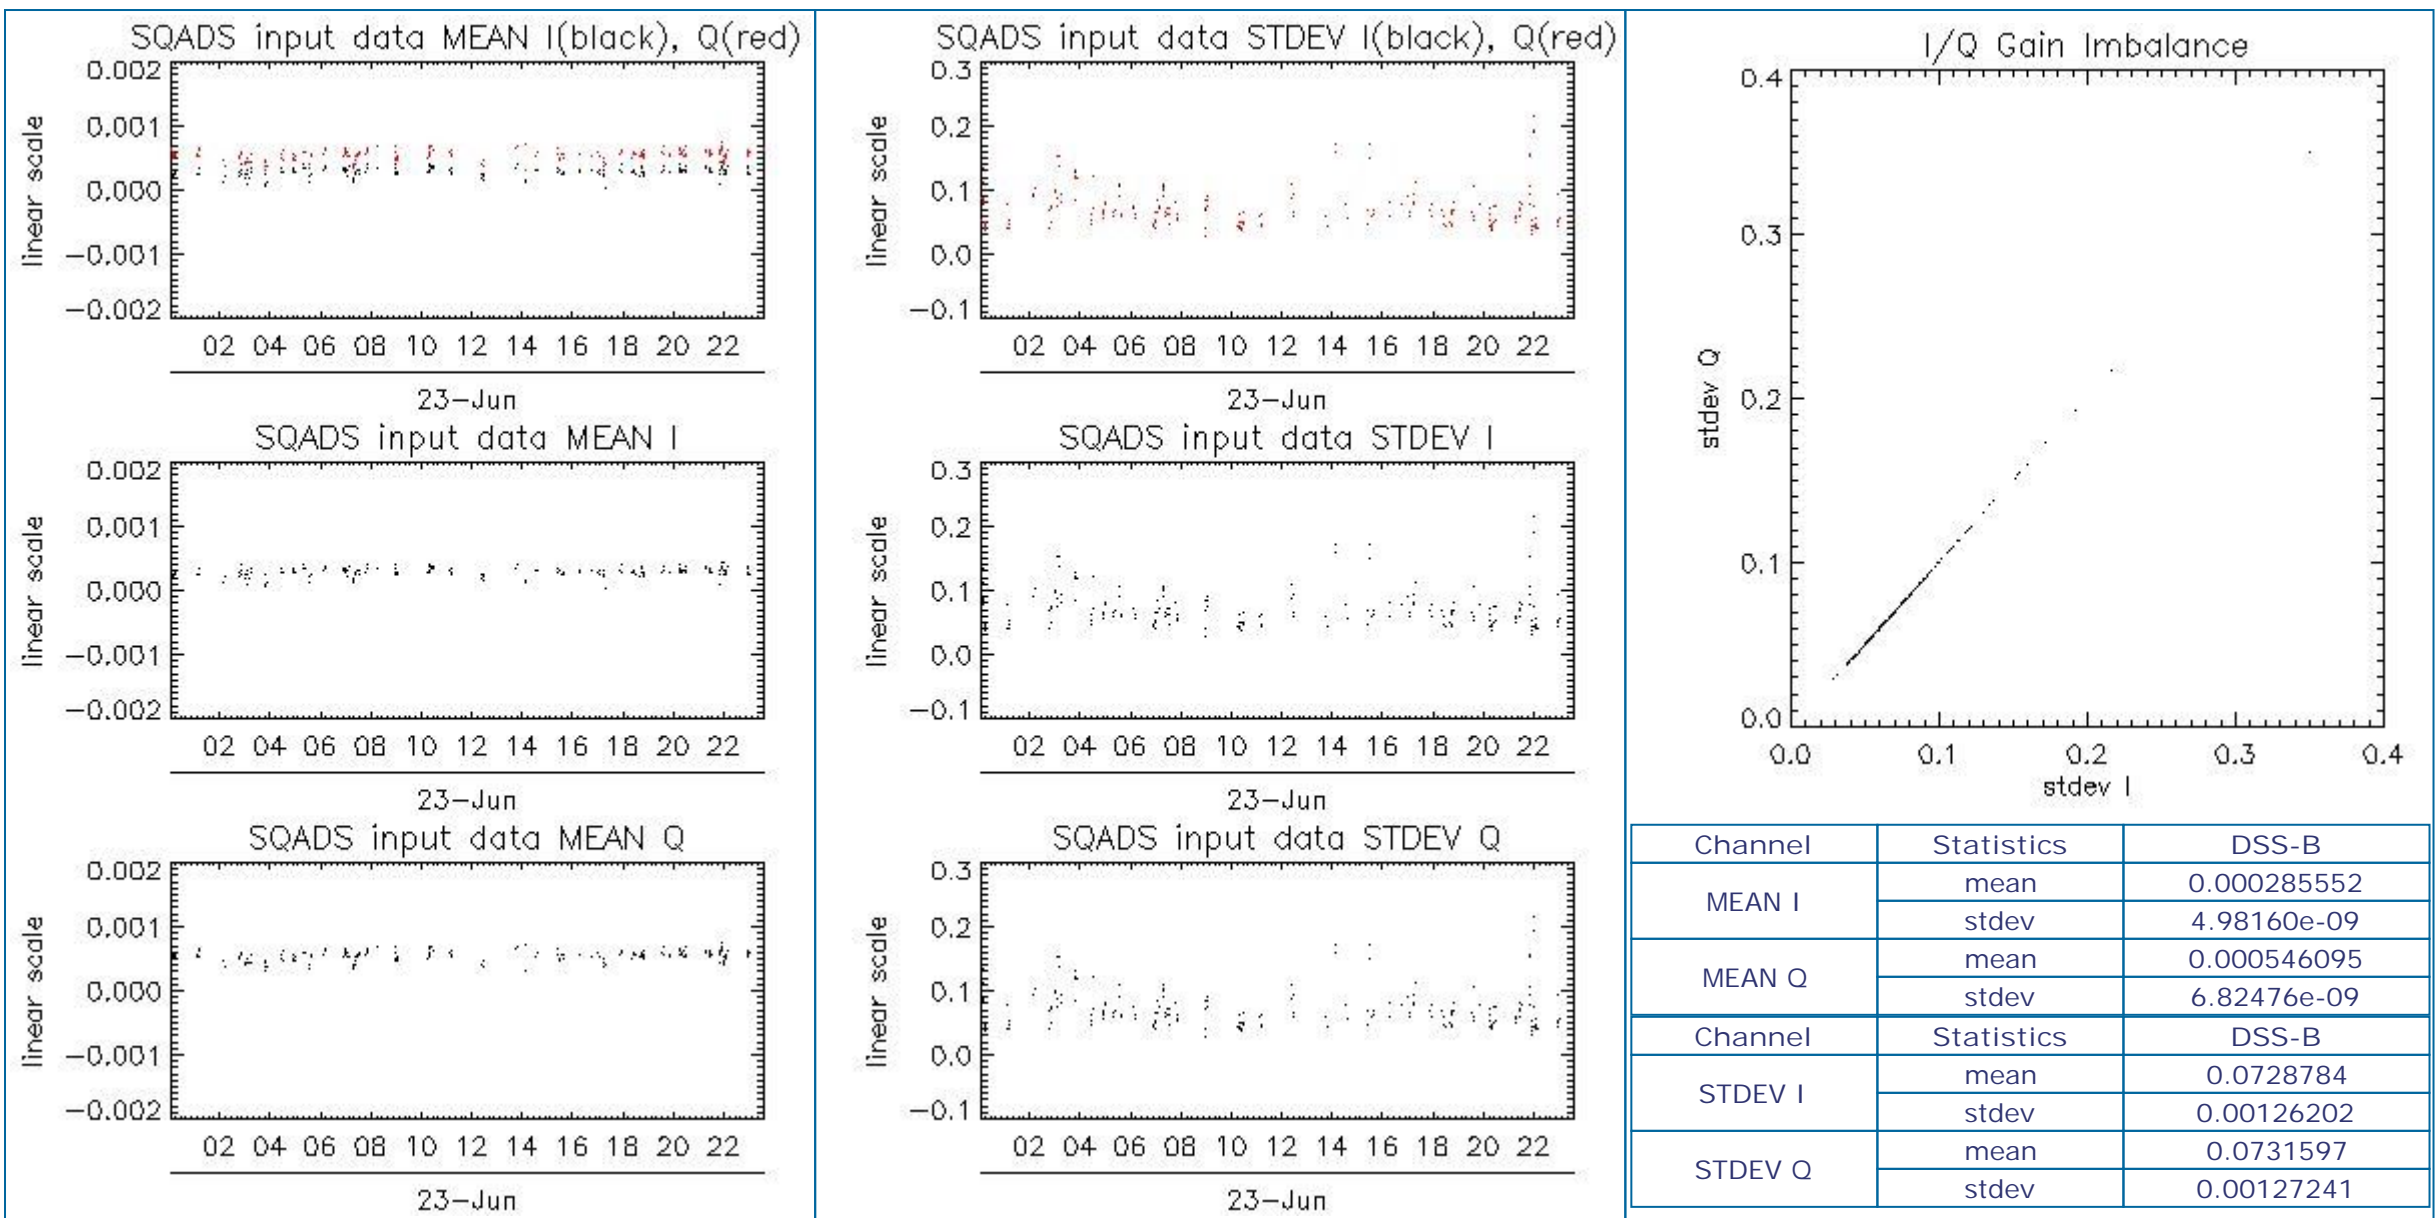 SQADS input data MEAN I(black), Q(red)
0.002
0.001
0.000
−0.001
−0.002
linear scale
02 04 06 08 10 12 14 16 18 20 22
23−Jun
SQADS input data MEAN I
0.002
0.001
0.000
−0.001
−0.002
linear scale
02 04 06 08 10 12 14 16 18 20 22
23−Jun
SQADS input data MEAN Q
0.002
0.001
0.000
−0.001
−0.002
linear scale
02 04 06 08 10 12 14 16 18 20 22
23−Jun
SQADS input data STDEV I(black), Q(red)
0.3
0.2
0.1
0.0
−0.1
linear scale
02 04 06 08 10 12 14 16 18 20 22
23−Jun
SQADS input data STDEV I
0.3
0.2
0.1
0.0
−0.1
linear scale
02 04 06 08 10 12 14 16 18 20 22
23−Jun
SQADS input data STDEV Q
0.3
0.2
0.1
0.0
−0.1
linear scale
02 04 06 08 10 12 14 16 18 20 22
23−Jun
I/Q Gain Imbalance
0.4
0.3
0.2
0.1
0.0
stdev Q
0.0 0.1 0.2 0.3 0.4
stdev I
Channel Statistics DSS-B
MEAN I mean 0.000285552
stdev 4.98160e-09
MEAN Q mean 0.000546095
stdev 6.82476e-09
Channel Statistics DSS-B
STDEV I mean 0.0728784
stdev 0.00126202
STDEV Q mean 0.0731597
stdev 0.00127241